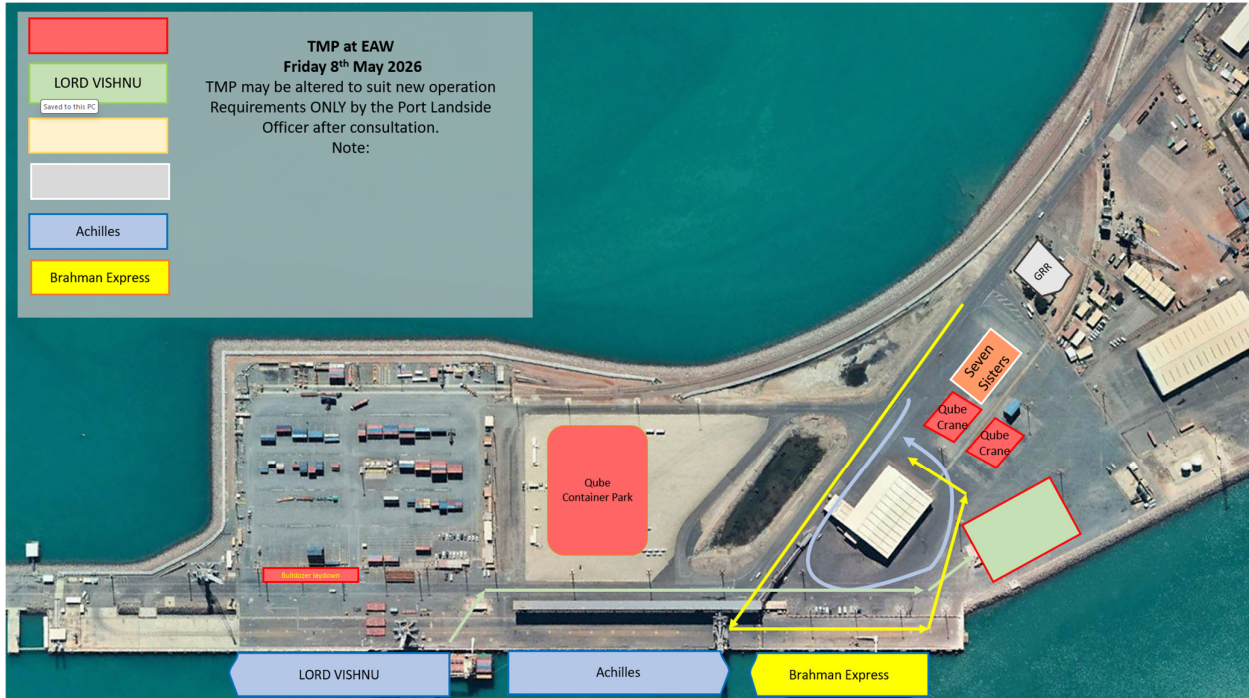 LORD VISHNU
Saved to this PC
Achilles
Brahman Express
TMP at EAW
Friday 8th May 2026
TMP may be altered to suit new operation
Requirements ONLY by the Port Landside
Officer after consultation.
Note:
GRR
Seven
Sisters
Qube
Crane
Qube
Crane
Qube
Container Park
Bulldozer laydown
LORD VISHNU
Achilles
Brahman Express